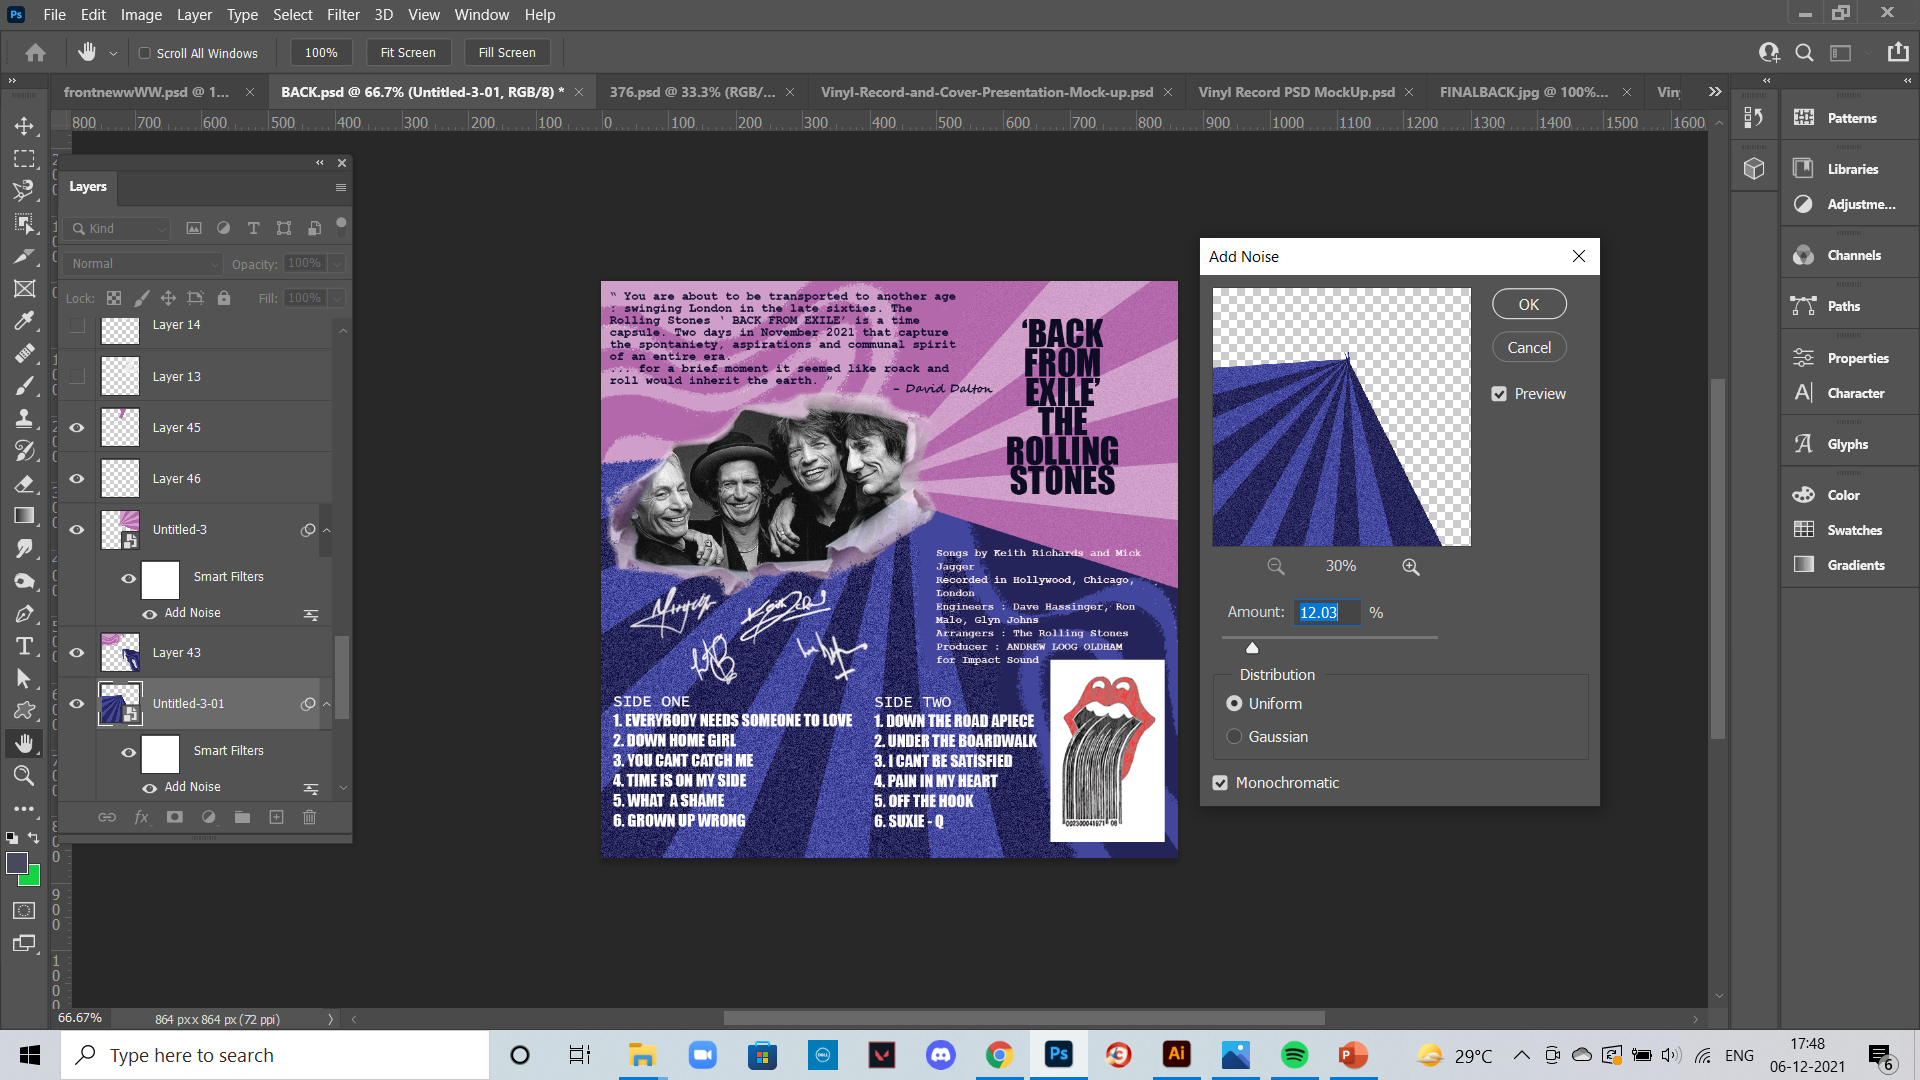 Ps File Edit Image Layer Type Select Filter 3D View Window Help
Scroll All Windows 100% Fit Screen Fill Screen
frontnewwWW.psd @ 1... BACK.psd @ 66.7% (Untitled-3-01, RGB/8) * 376.psd @ 33.3% (RGB/... Vinyl-Record-and-Cover-Presentation-Mock-up.psd Vinyl Record PSD MockUp.psd FINALBACK.jpg @ 100%... Viny
800 700 600 500 400 300 200 100 0 100 200 300 400 500 600 700 800 900 1000 1100 1200 1300 1400 1500 1600
Layers
Kind
Normal Opacity: 100%
Lock: Fill: 100%
Layer 14
Layer 13
Layer 45
Layer 46
Untitled-3
Smart Filters
Add Noise
Layer 43
Untitled-3-01
Smart Filters
Add Noise
fx
" You are about to be transported to another age
: swinging London in the late sixties. The
Rolling Stones ‘ BACK FROM EXILE’ is a time
capsule. Two days in November 2021 that capture
the spontaniety, aspirations and communal spirit
of an entire era.
... for a brief moment it seemed like roack and
roll would inherit the earth. ”
- David Dalton
‘BACK
FROM
EXILE’
THE
ROLLING
STONES
Songs by Keith Richards and Mick
Jagger
Recorded in Hollywood, Chicago,
London
Engineers : Dave Hassinger, Ron
Malo, Glyn Johns
Arrangers : The Rolling Stones
Producer : ANDREW LOOG OLDHAM
for Impact Sound
SIDE ONE
1. EVERYBODY NEEDS SOMEONE TO LOVE
2. DOWN HOME GIRL
3. YOU CANT CATCH ME
4. TIME IS ON MY SIDE
5. WHAT A SHAME
6. GROWN UP WRONG
SIDE TWO
1. DOWN THE ROAD APIECE
2. UNDER THE BOARDWALK
3. I CANT BE SATISFIED
4. PAIN IN MY HEART
5. OFF THE HOOK
6. SUXIE - Q
Add Noise
OK
Cancel
Preview
30%
Amount: 12.03 %
Distribution
Uniform
Gaussian
Monochromatic
Patterns
Libraries
Adjustme...
Channels
Paths
Properties
Character
Glyphs
Color
Swatches
Gradients
66.67% 864 px x 864 px (72 ppi)
Type here to search
DELL
Ps
Ai
29°C ENG 17:48
06-12-2021
6